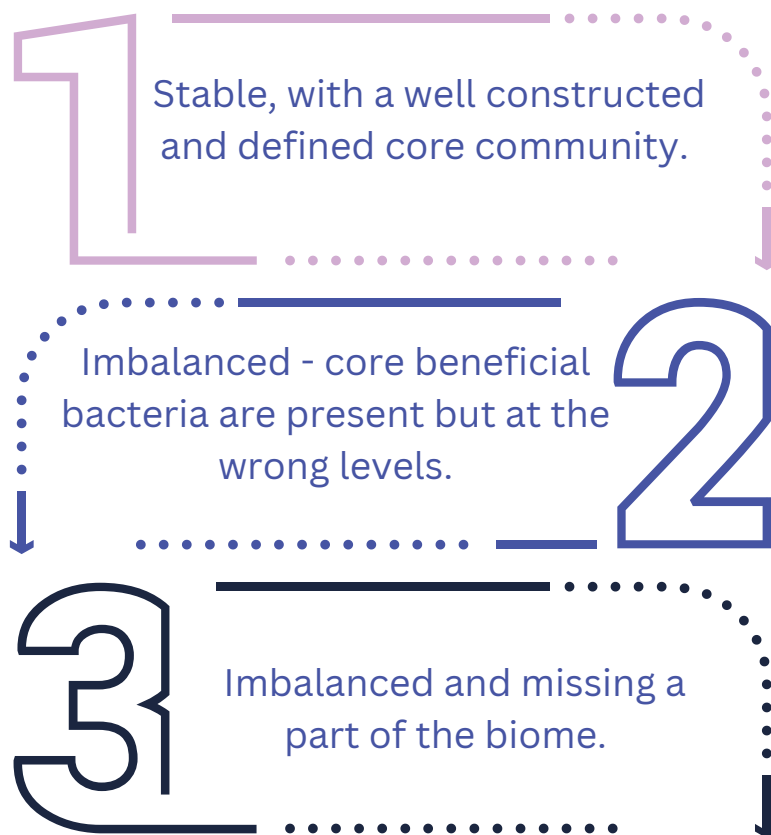 1
Stable, with a well constructed
and defined core community.
2
Imbalanced - core beneficial
bacteria are present but at the
wrong levels.
3
Imbalanced and missing a
part of the biome.